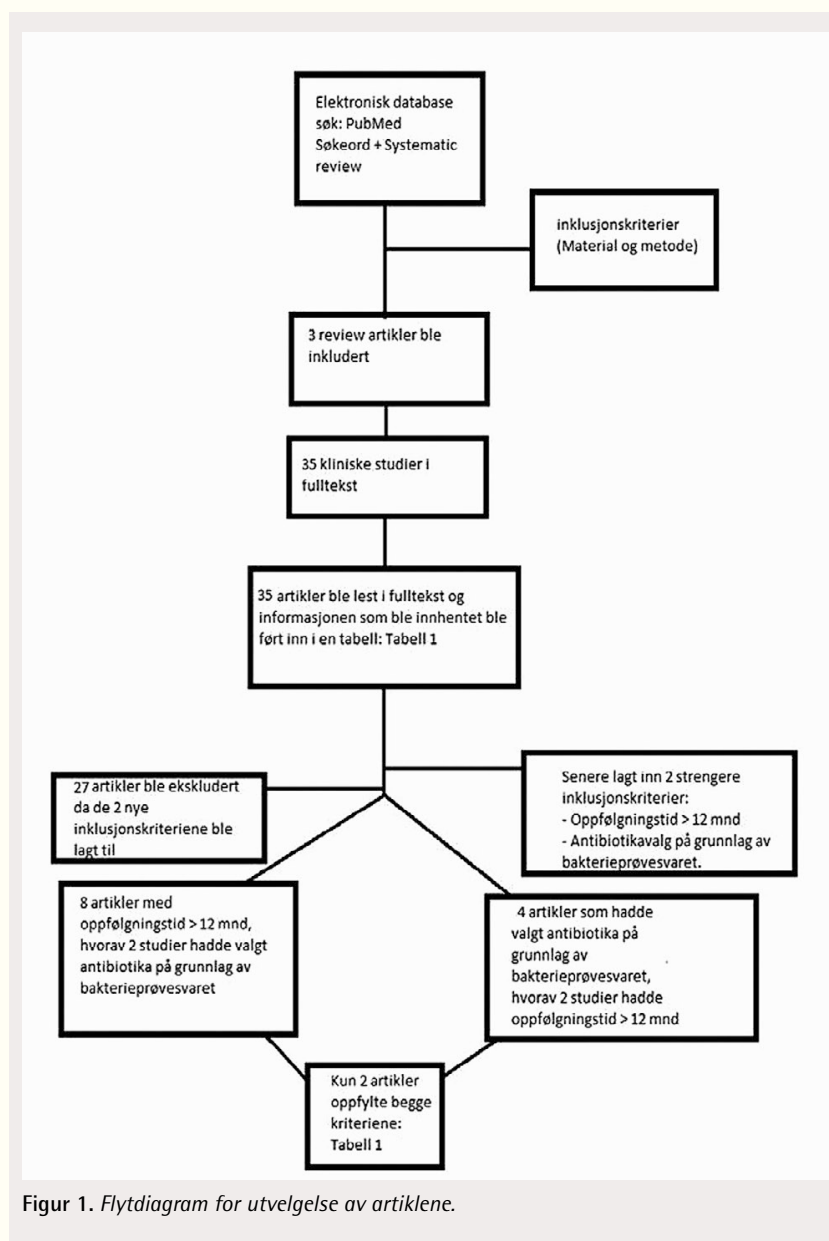 Elektronisk database
søk: PubMed
Søkeord + Systematic
review
inklusjonskriterier
(Material og metode)
3 review artikler ble
inkludert
35 kliniske studier i
fulltekst
35 artikler ble lest i fulltekst og
informasjonen som ble innhentet ble
ført inn i en tabell: Tabell 1
27 artikler ble ekskludert
da de 2 nye
inklusjonskriteriene ble
lagt til
Senere lagt inn 2 strengere
inklusjonskriterier:
- Oppfølgningstid > 12 mnd
- Antibiotikavalg på grunnlag av
bakterieprøvesvaret.
8 artikler med
oppfølgningstid > 12 mnd,
hvorav 2 studier hadde valgt
antibiotika på grunnlag av
bakterieprøvesvaret
4 artikler som hadde
valgt antibiotika på
grunnlag av
bakterieprøvesvaret,
hvorav 2 studier hadde
oppfølgningstid > 12 mnd
Kun 2 artikler
oppfylte begge
kriteriene:
Tabell 1
Figur 1. Flytdiagram for utvelgelse av artiklene.